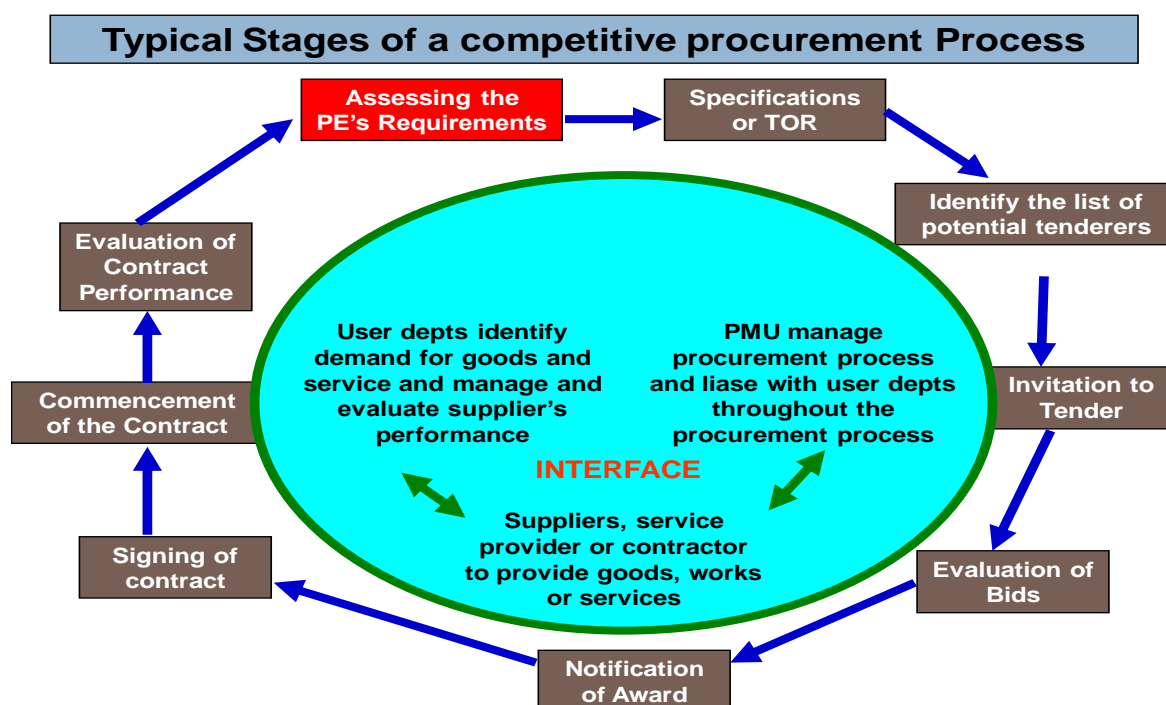 Typical Stages of a competitive procurement Process
Assessing the
PE's Requirements
Specifications
or TOR
Identify the list of
potential tenderers
Invitation to
Tender
Evaluation of
Bids
Notification
of Award
Signing of
contract
Commencement
of the Contract
Evaluation of
Contract
Performance
User depts identify
demand for goods and
service and manage and
evaluate supplier's
performance
PMU manage
procurement process
and liase with user depts
throughout the
procurement process
INTERFACE
Suppliers, service
provider or contractor
to provide goods, works
or services